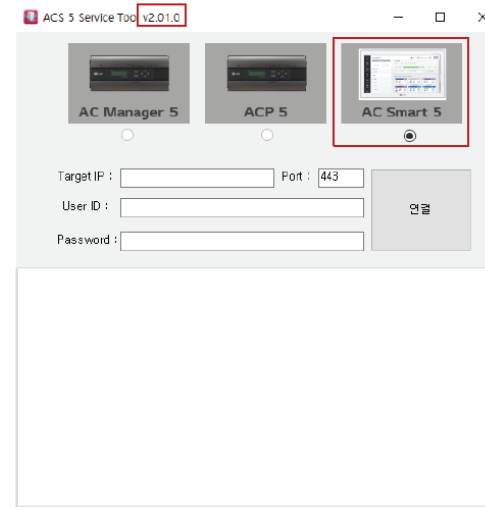 ACS 5 Service Tool v2.01.0
AC Manager 5
ACP 5
AC Smart 5
Target IP :
Port : 443
User ID :
연결
Password :